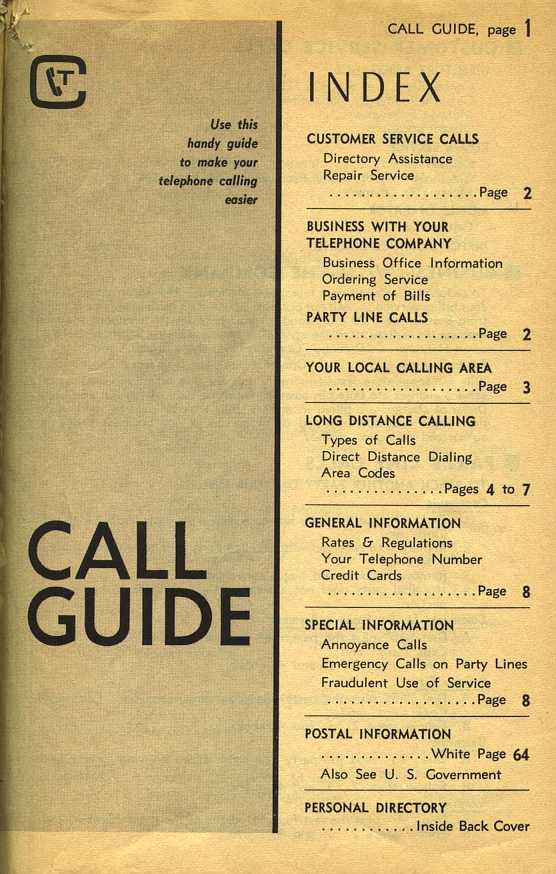 CALL GUIDE, page 1
CT
Use this
handy guide
to make your
telephone calling
easier
CALL
GUIDE
INDEX
CUSTOMER SERVICE CALLS
Directory Assistance
Repair Service
...................Page 2
BUSINESS WITH YOUR
TELEPHONE COMPANY
Business Office Information
Ordering Service
Payment of Bills
PARTY LINE CALLS
...................Page 2
YOUR LOCAL CALLING AREA
...................Page 3
LONG DISTANCE CALLING
Types of Calls
Direct Distance Dialing
Area Codes
...............Pages 4 to 7
GENERAL INFORMATION
Rates & Regulations
Your Telephone Number
Credit Cards
...................Page 8
SPECIAL INFORMATION
Annoyance Calls
Emergency Calls on Party Lines
Fraudulent Use of Service
...................Page 8
POSTAL INFORMATION
..............White Page 64
Also See U. S. Government
PERSONAL DIRECTORY
............Inside Back Cover